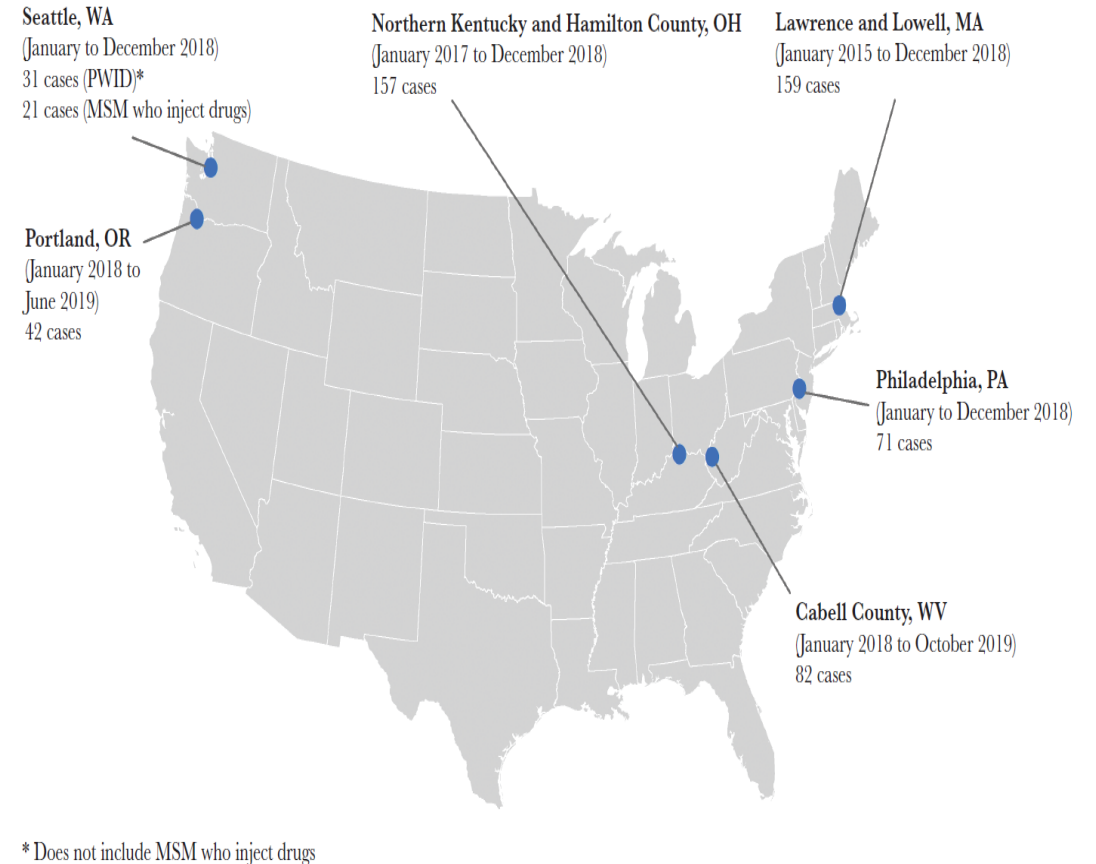 Seattle, WA
(January to December 2018)
31 cases (PWID)*
21 cases (MSM who inject drugs)
Northern Kentucky and Hamilton County, OH
(January 2017 to December 2018)
157 cases
Lawrence and Lowell, MA
(January 2015 to December 2018)
159 cases
Portland, OR
(January 2018 to
June 2019)
42 cases
Philadelphia, PA
(January to December 2018)
71 cases
Cabell County, WV
(January 2018 to October 2019)
82 cases
* Does not include MSM who inject drugs